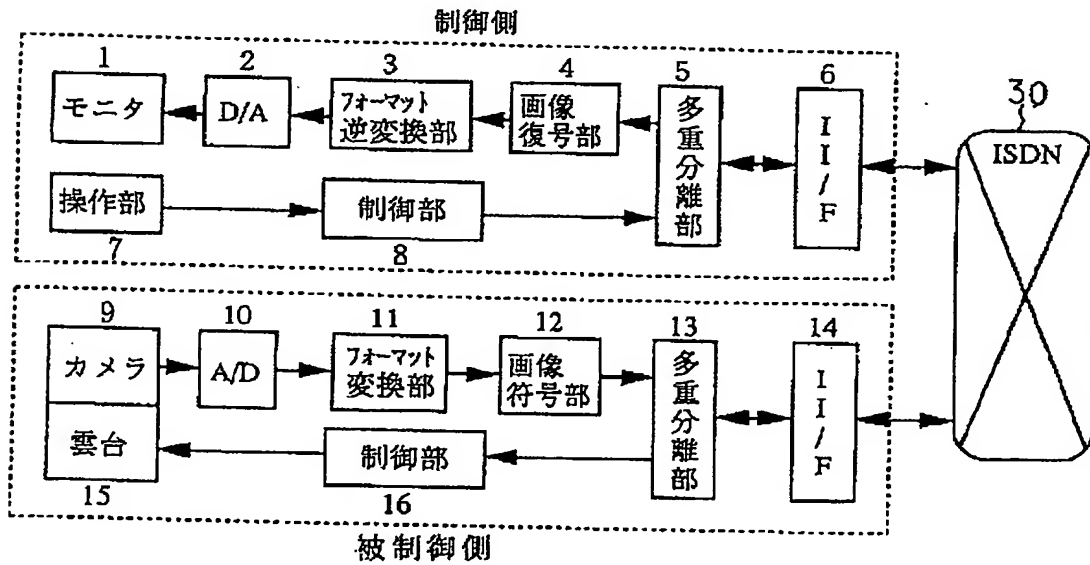 制御側
1
2
3
4
5
6
30
モニタ
D/A
フォーマット
逆変換部
画像
復号部
多重分離部
II/F
ISDN
操作部
制御部
7
8
9
10
11
12
13
14
カメラ
A/D
フォーマット
変換部
画像
符号部
多重分離部
II/F
雲台
制御部
15
16
被制御側